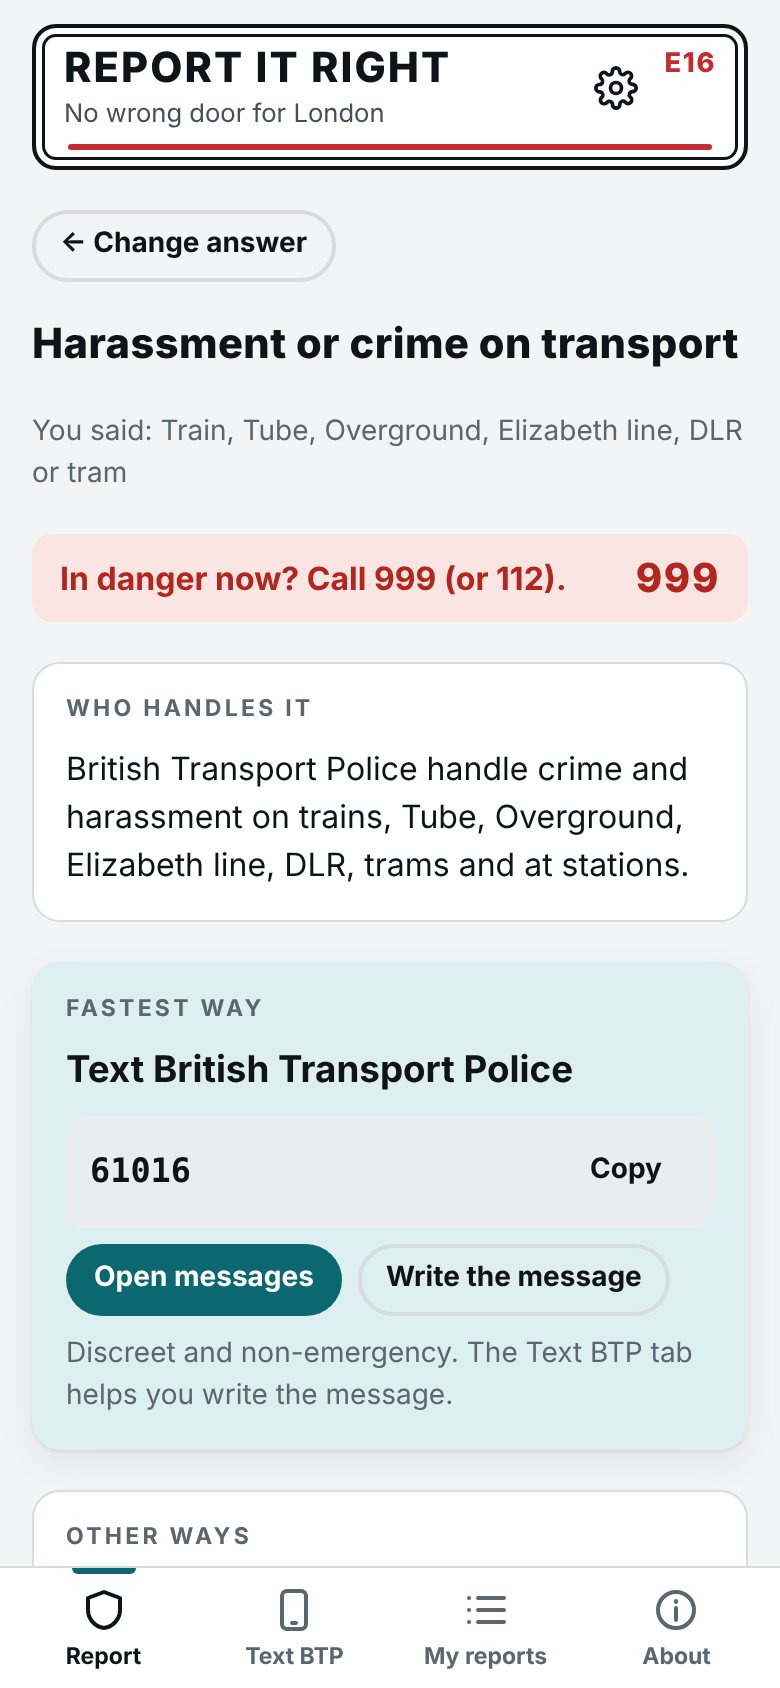 REPORT IT RIGHT
E16
No wrong door for London
← Change answer
Harassment or crime on transport
You said: Train, Tube, Overground, Elizabeth line, DLR
or tram
In danger now? Call 999 (or 112).
999
WHO HANDLES IT
British Transport Police handle crime and
harassment on trains, Tube, Overground,
Elizabeth line, DLR, trams and at stations.
FASTEST WAY
Text British Transport Police
61016
Copy
Open messages
Write the message
Discreet and non-emergency. The Text BTP tab
helps you write the message.
OTHER WAYS
Report
Text BTP
My reports
About